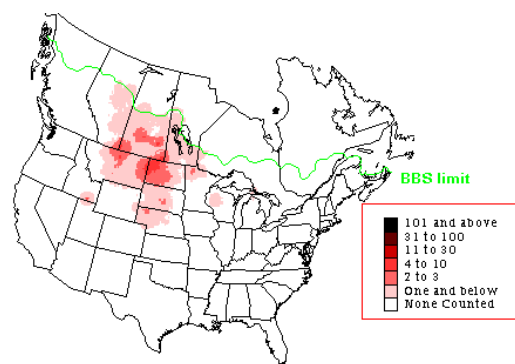 BBS limit
101 and above
31 to 100
11 to 30
4 to 10
2 to 3
One and below
None Counted